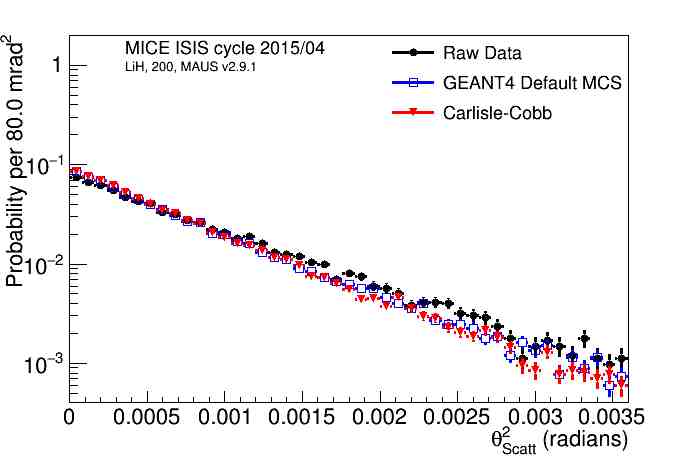 MICE ISIS cycle 2015/04
LiH, 200, MAUS v2.9.1
Raw Data
GEANT4 Default MCS
Carlisle-Cobb
Probability per 80.0 mrad²
1
10⁻¹
10⁻²
10⁻³
0 0.0005 0.001 0.0015 0.002 0.0025 0.003 0.0035
θ²Scatt (radians)